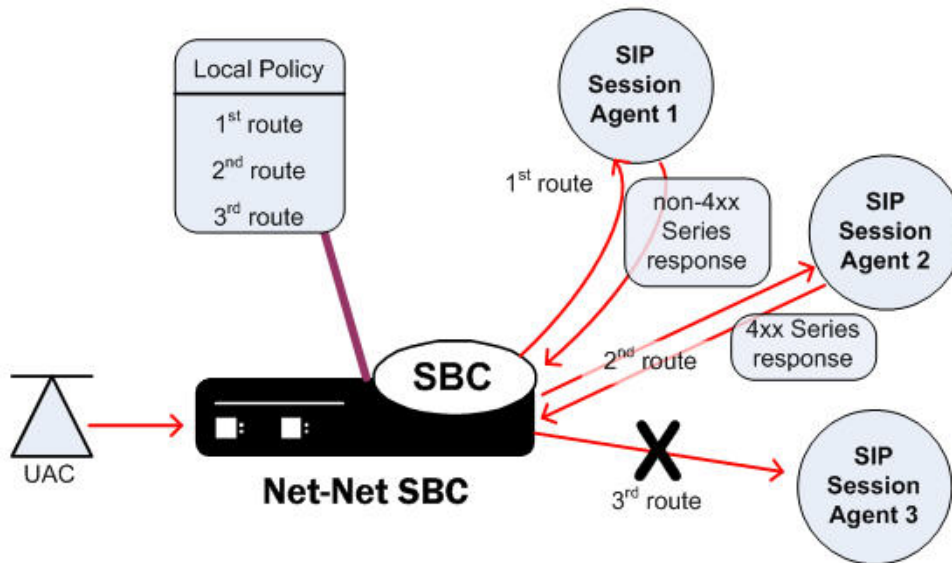 Local Policy
1st route
2nd route
3rd route
SIP
Session
Agent 1
1st route
non-4xx
Series
response
SIP
Session
Agent 2
4xx Series
response
2nd route
SBC
UAC
Net-Net SBC
3rd route
SIP
Session
Agent 3